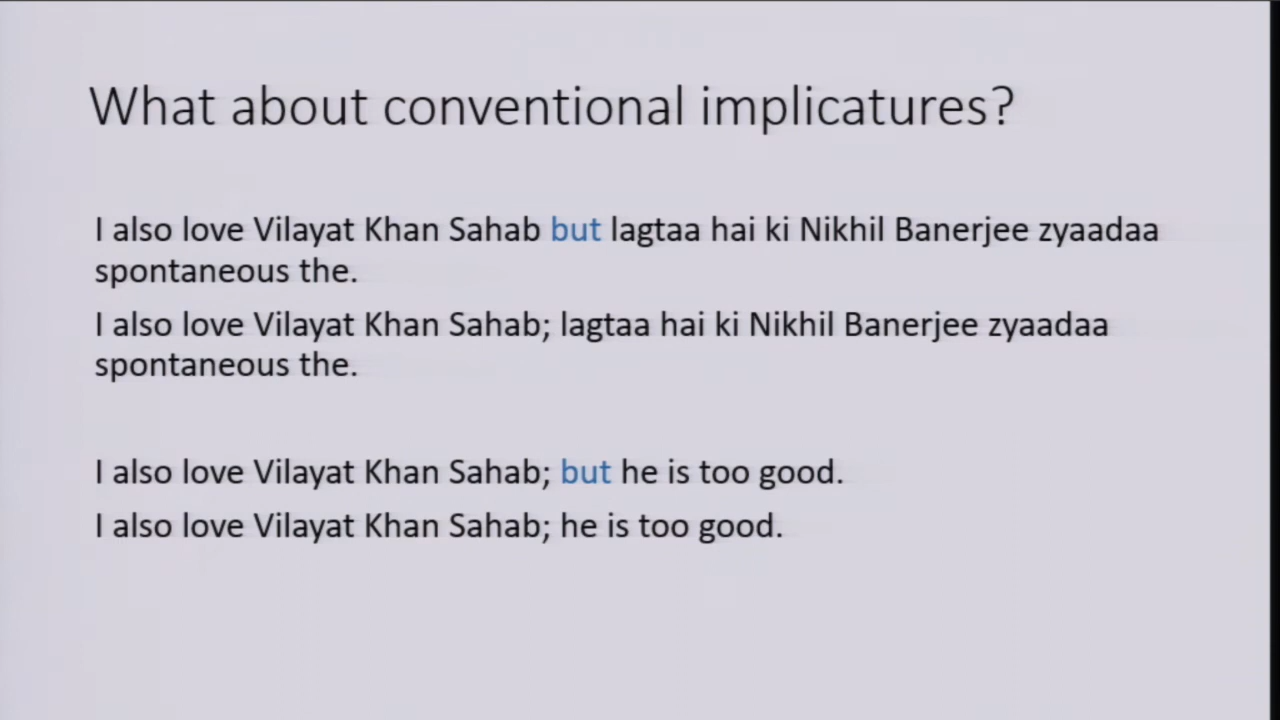 What about conventional implicatures?
I also love Vilayat Khan Sahab but lagtaa hai ki Nikhil Banerjee zyaadaa
spontaneous the.
I also love Vilayat Khan Sahab; lagtaa hai ki Nikhil Banerjee zyaadaa
spontaneous the.
I also love Vilayat Khan Sahab; but he is too good.
I also love Vilayat Khan Sahab; he is too good.